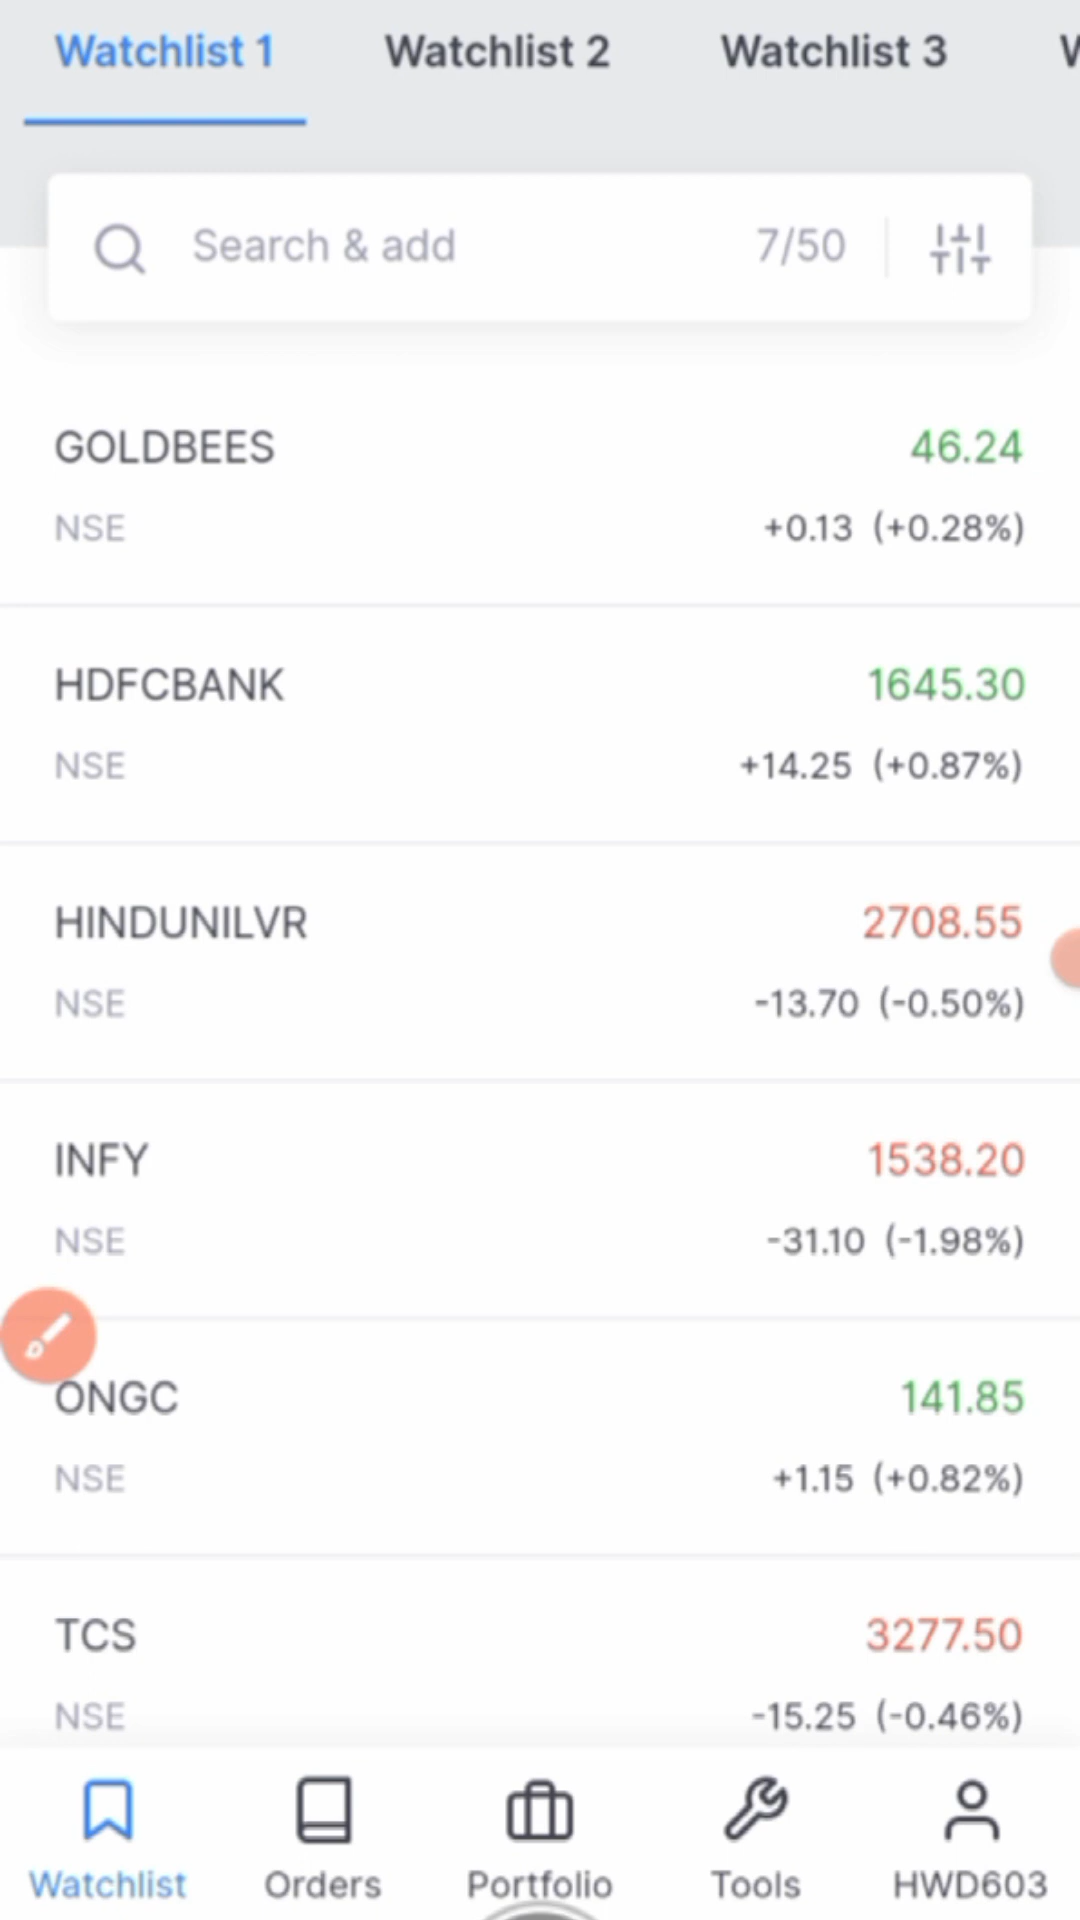 Watchlist 1 Watchlist 2 Watchlist 3
Search & add 7/50
GOLDBEES 46.24
NSE +0.13 (+0.28%)
HDFCBANK 1645.30
NSE +14.25 (+0.87%)
HINDUNILVR 2708.55
NSE -13.70 (-0.50%)
INFY 1538.20
NSE -31.10 (-1.98%)
ONGC 141.85
NSE +1.15 (+0.82%)
TCS 3277.50
NSE -15.25 (-0.46%)
Watchlist Orders Portfolio Tools HWD603